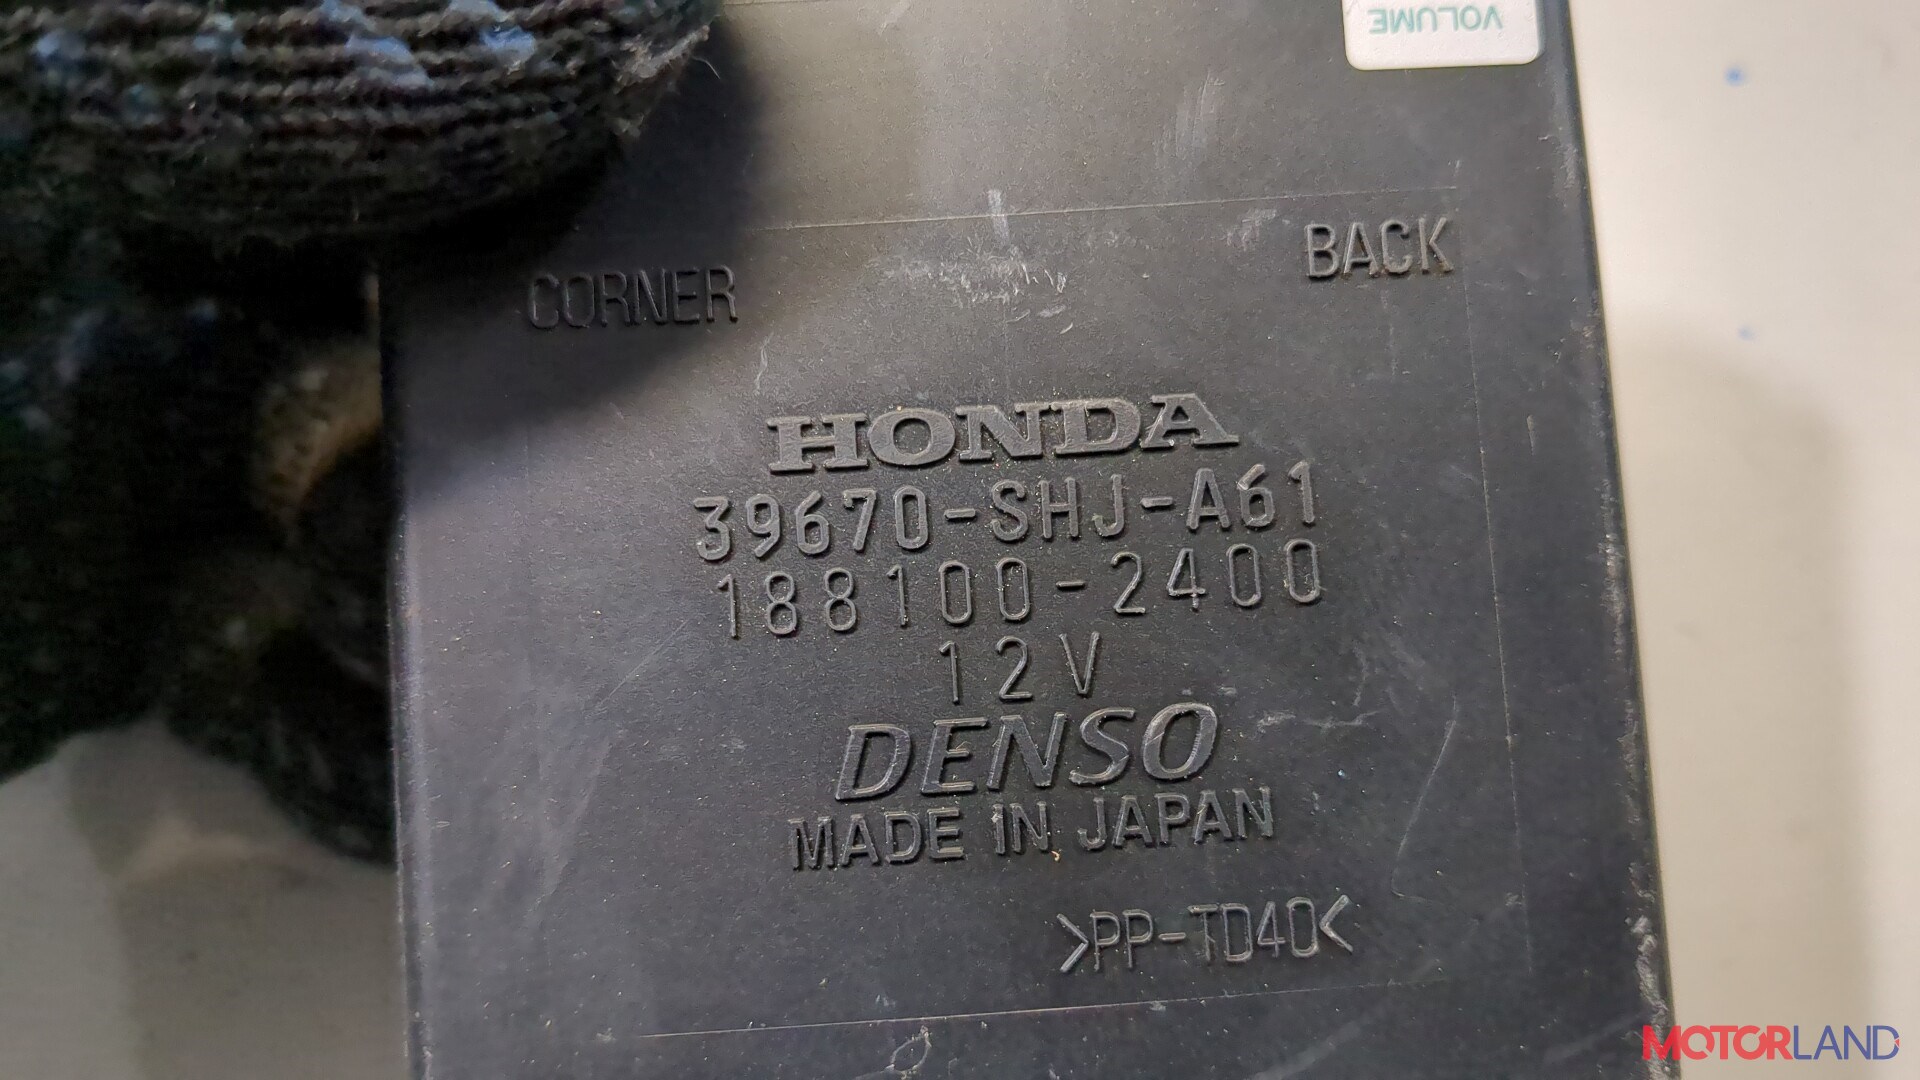 VOLUME
CORNER
BACK
HONDA
39670-SHJ-A61
188100-2400
12V
DENSO
MADE IN JAPAN
>PP-TD40<
MOTORLAND